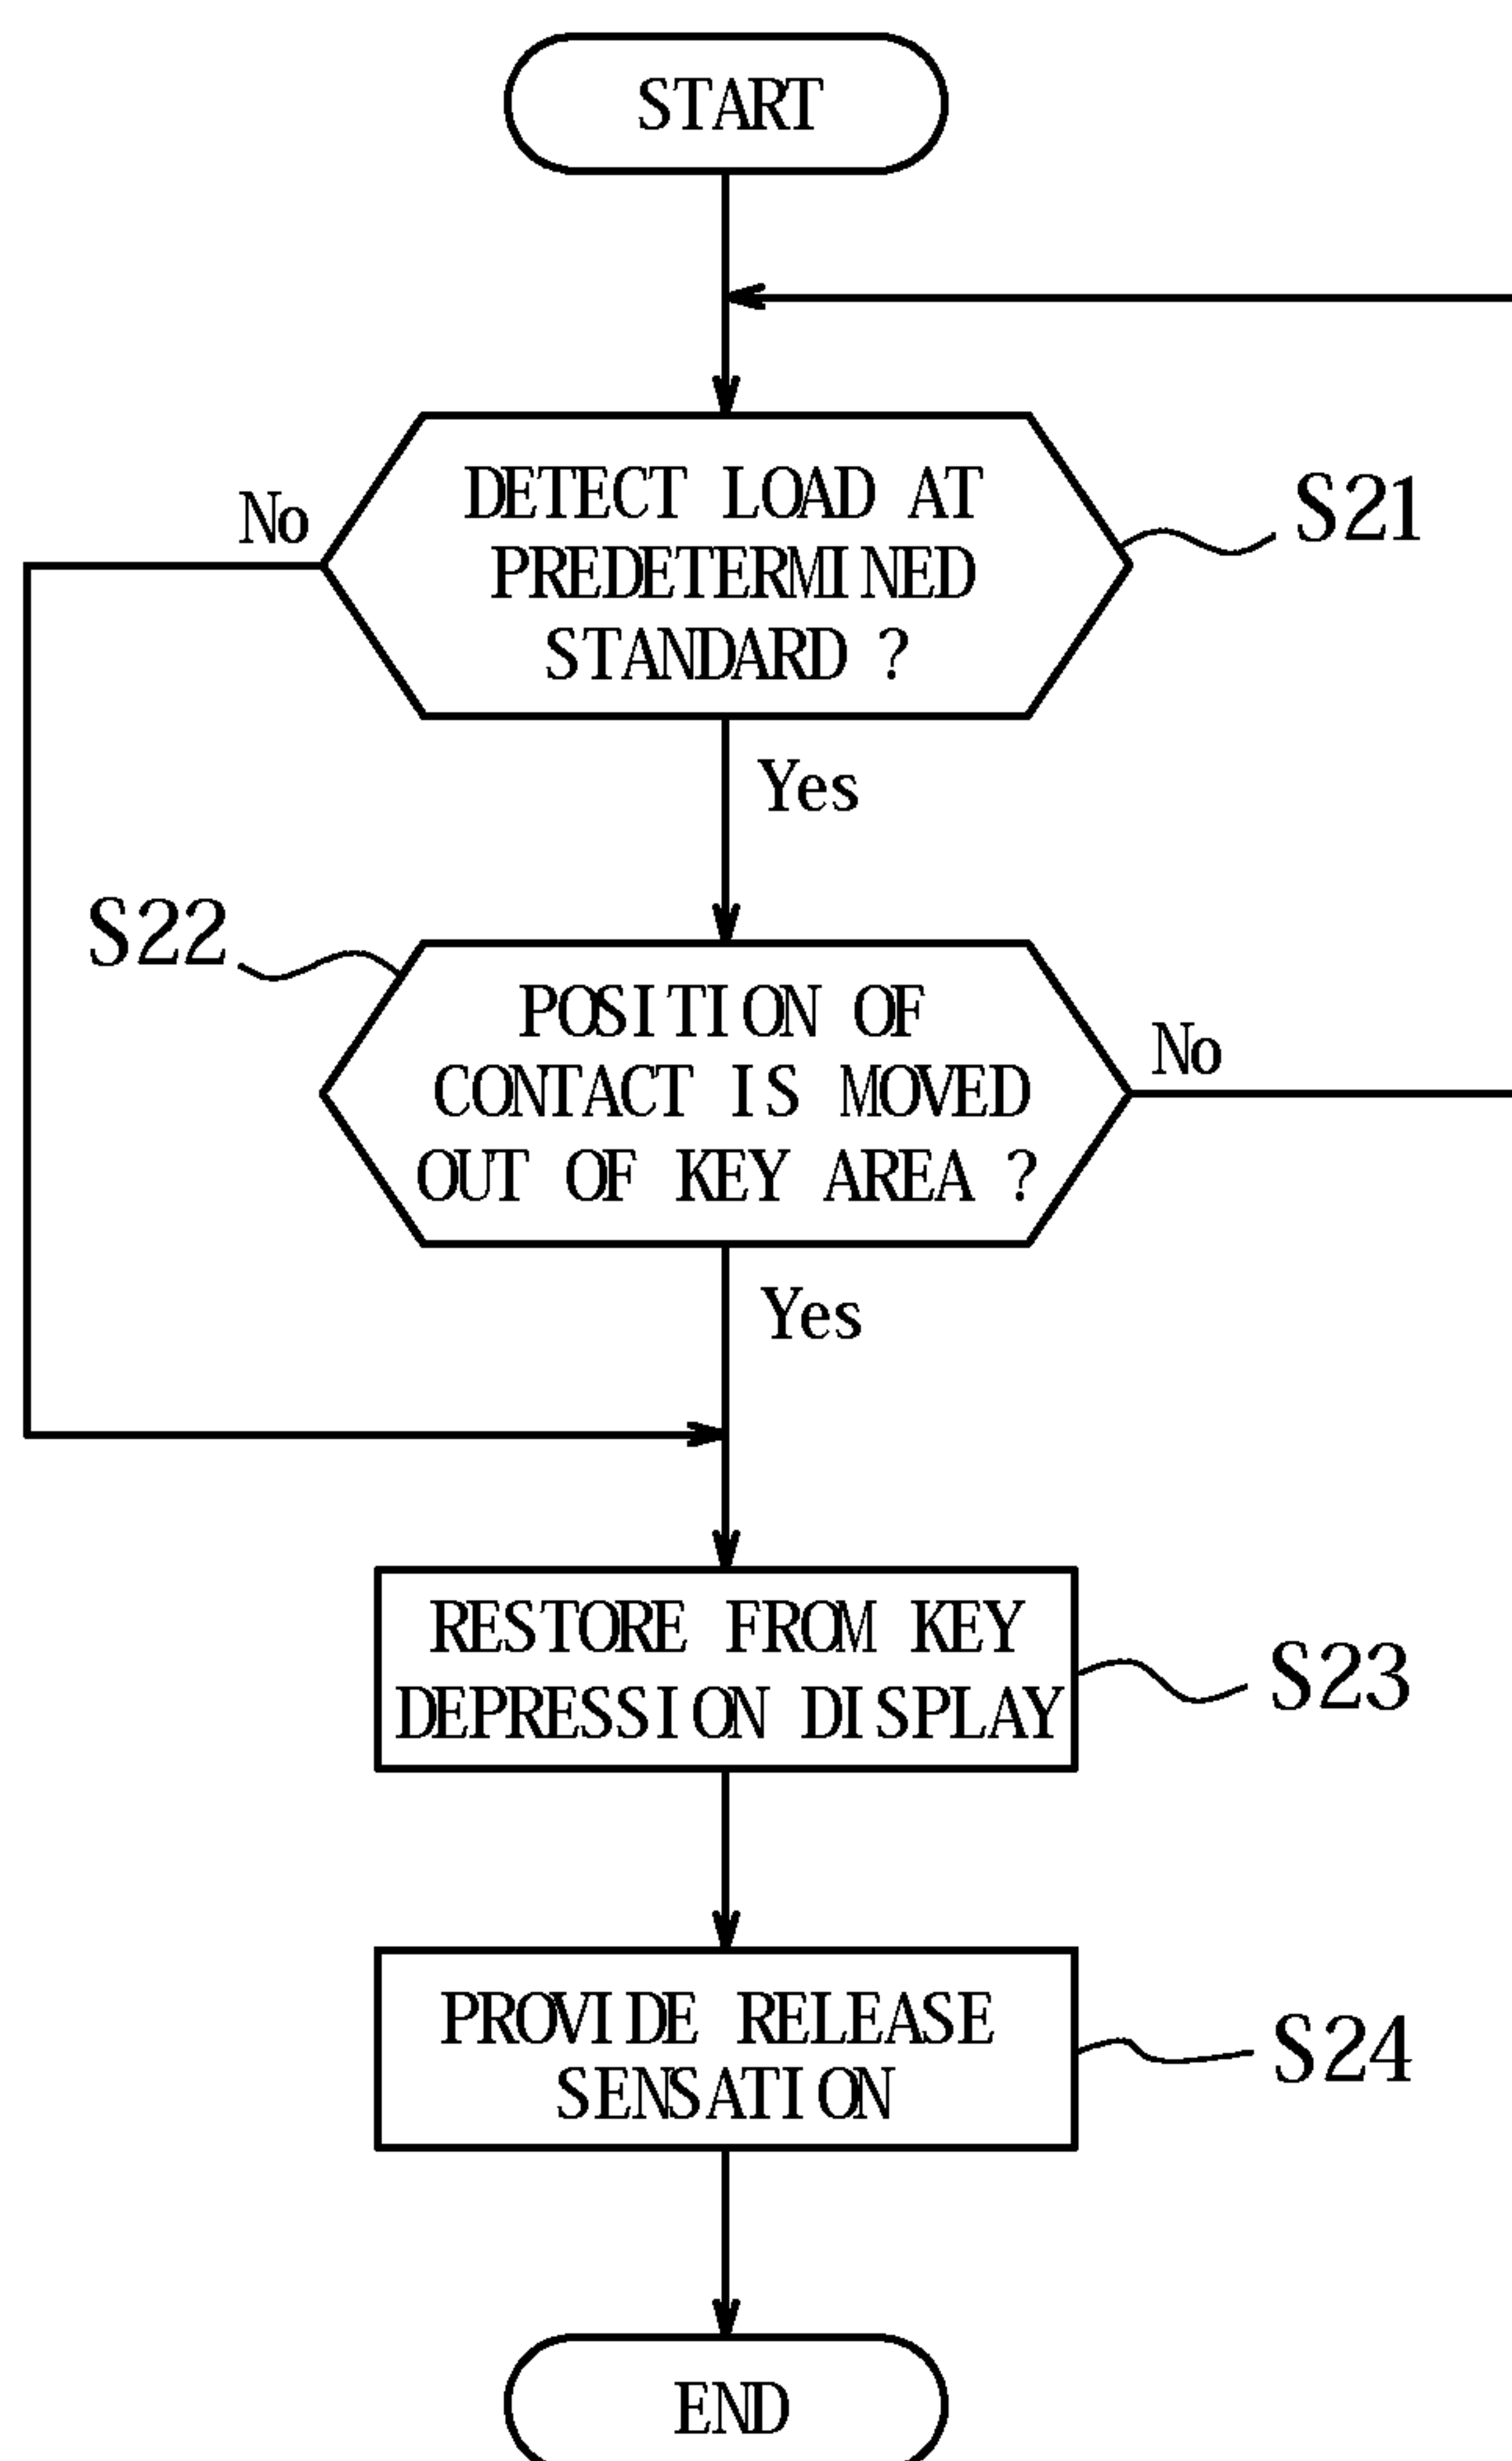 START
No
DETECT LOAD AT
PREDETERMINED
STANDARD ?
S21
Yes
S22
POSITION OF
CONTACT IS MOVED
OUT OF KEY AREA ?
No
Yes
RESTORE FROM KEY
DEPRESSION DISPLAY
S23
PROVIDE RELEASE
SENSATION
S24
END